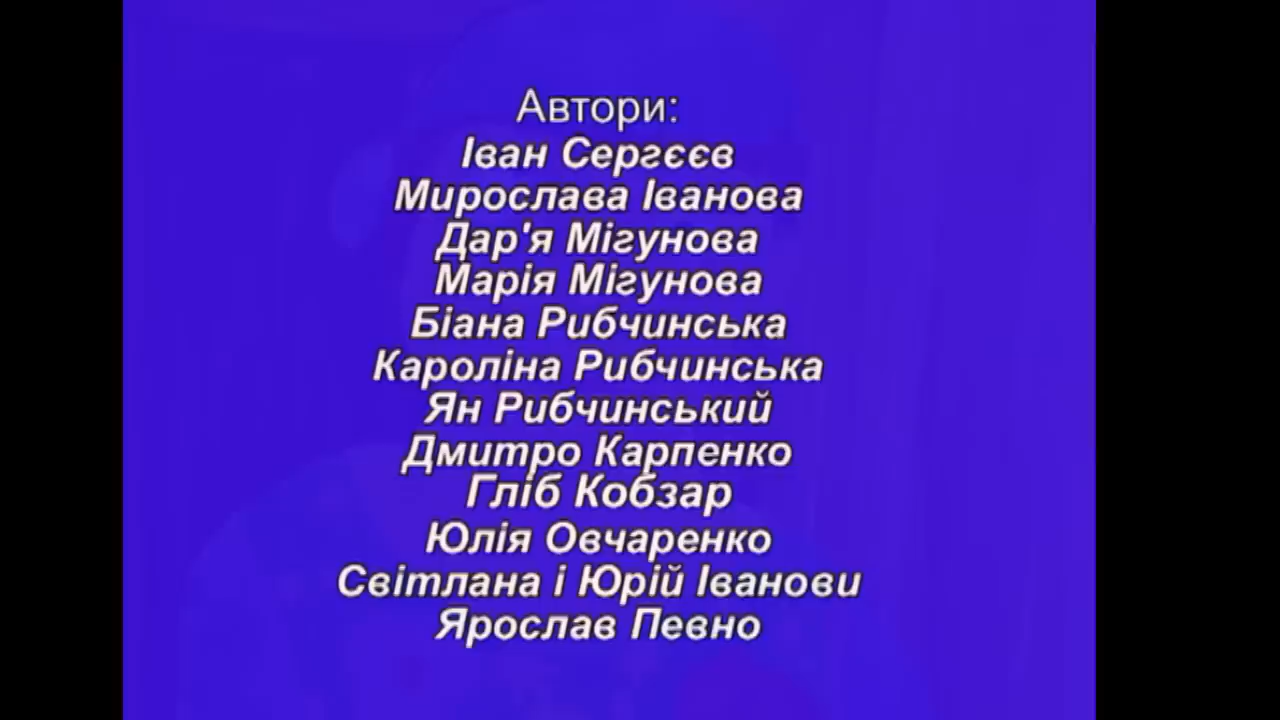 Автори:
Іван Сергєєв
Мирослава Іванова
Дар'я Мігунова
Марія Мігунова
Біана Рибчинська
Кароліна Рибчинська
Ян Рибчинський
Дмитро Карпенко
Гліб Кобзар
Юлія Овчаренко
Світлана і Юрій Іванови
Ярослав Певно